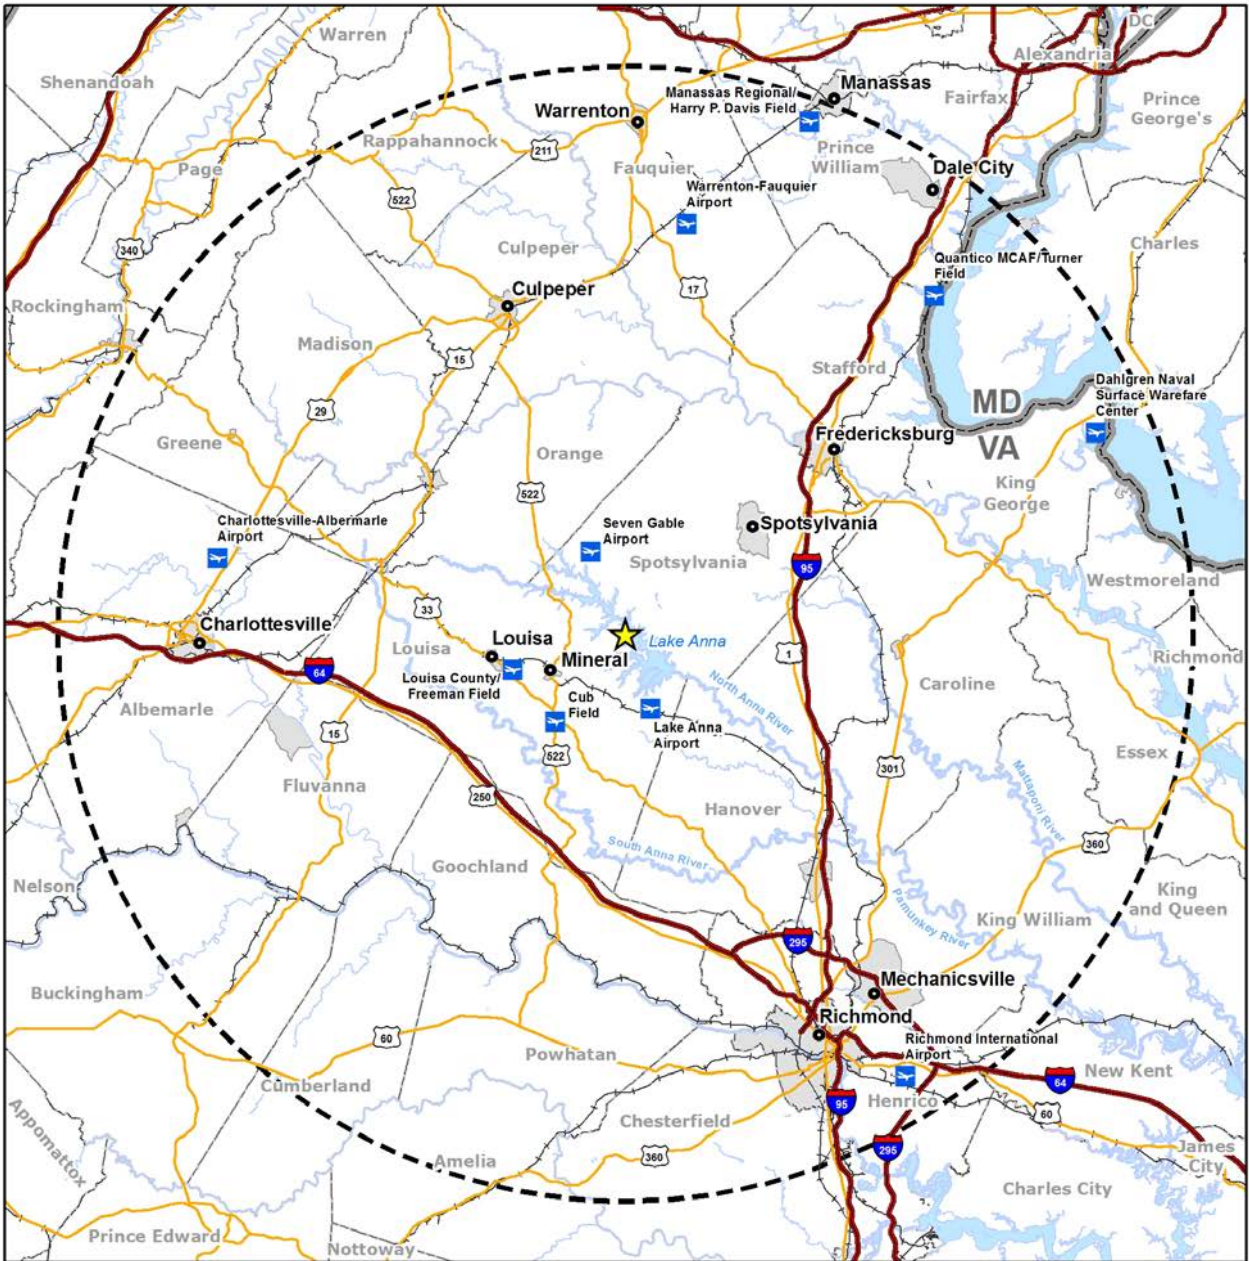 DC
Warren
Alexandria
Shenandoah
Manassas
Manassas Regional/
Harry P. Davis Field
Fairfax
Prince
George's
Warrenton
Rappahannock
211
Prince
William
Page
Fauquier
Dale City
522
Warrenton-Fauquier
Airport
340
Culpeper
Charles
Quantico MCAF/Turner
Field
Culpeper
17
Rockingham
Madison
15
Stafford
Dahlgren Naval
Surface Warefare
Center
29
MD
VA
Greene
Fredericksburg
Orange
King
George
522
Charlottesville-Albermarle
Airport
Seven Gable
Airport
Spotsylvania
Spotsylvania
95
Westmoreland
33
Charlottesville
Louisa
Louisa
Lake Anna
1
Richmond
64
Mineral
Louisa County/
Freeman Field
Cub
Field
North Anna River
Caroline
Albemarle
15
Lake Anna
Airport
522
301
Essex
Fluvanna
250
Hanover
Mattaponi River
360
South Anna River
Goochland
Nelson
King
and Queen
Pamunkey River
King William
295
Mechanicsville
Buckingham
Richmond
60
Richmond International
Airport
Powhatan
New Kent
64
Cumberland
Henrico
95
60
Appomattox
Chesterfield
295
360
James
City
Amelia
Charles City
Prince Edward
Nottoway